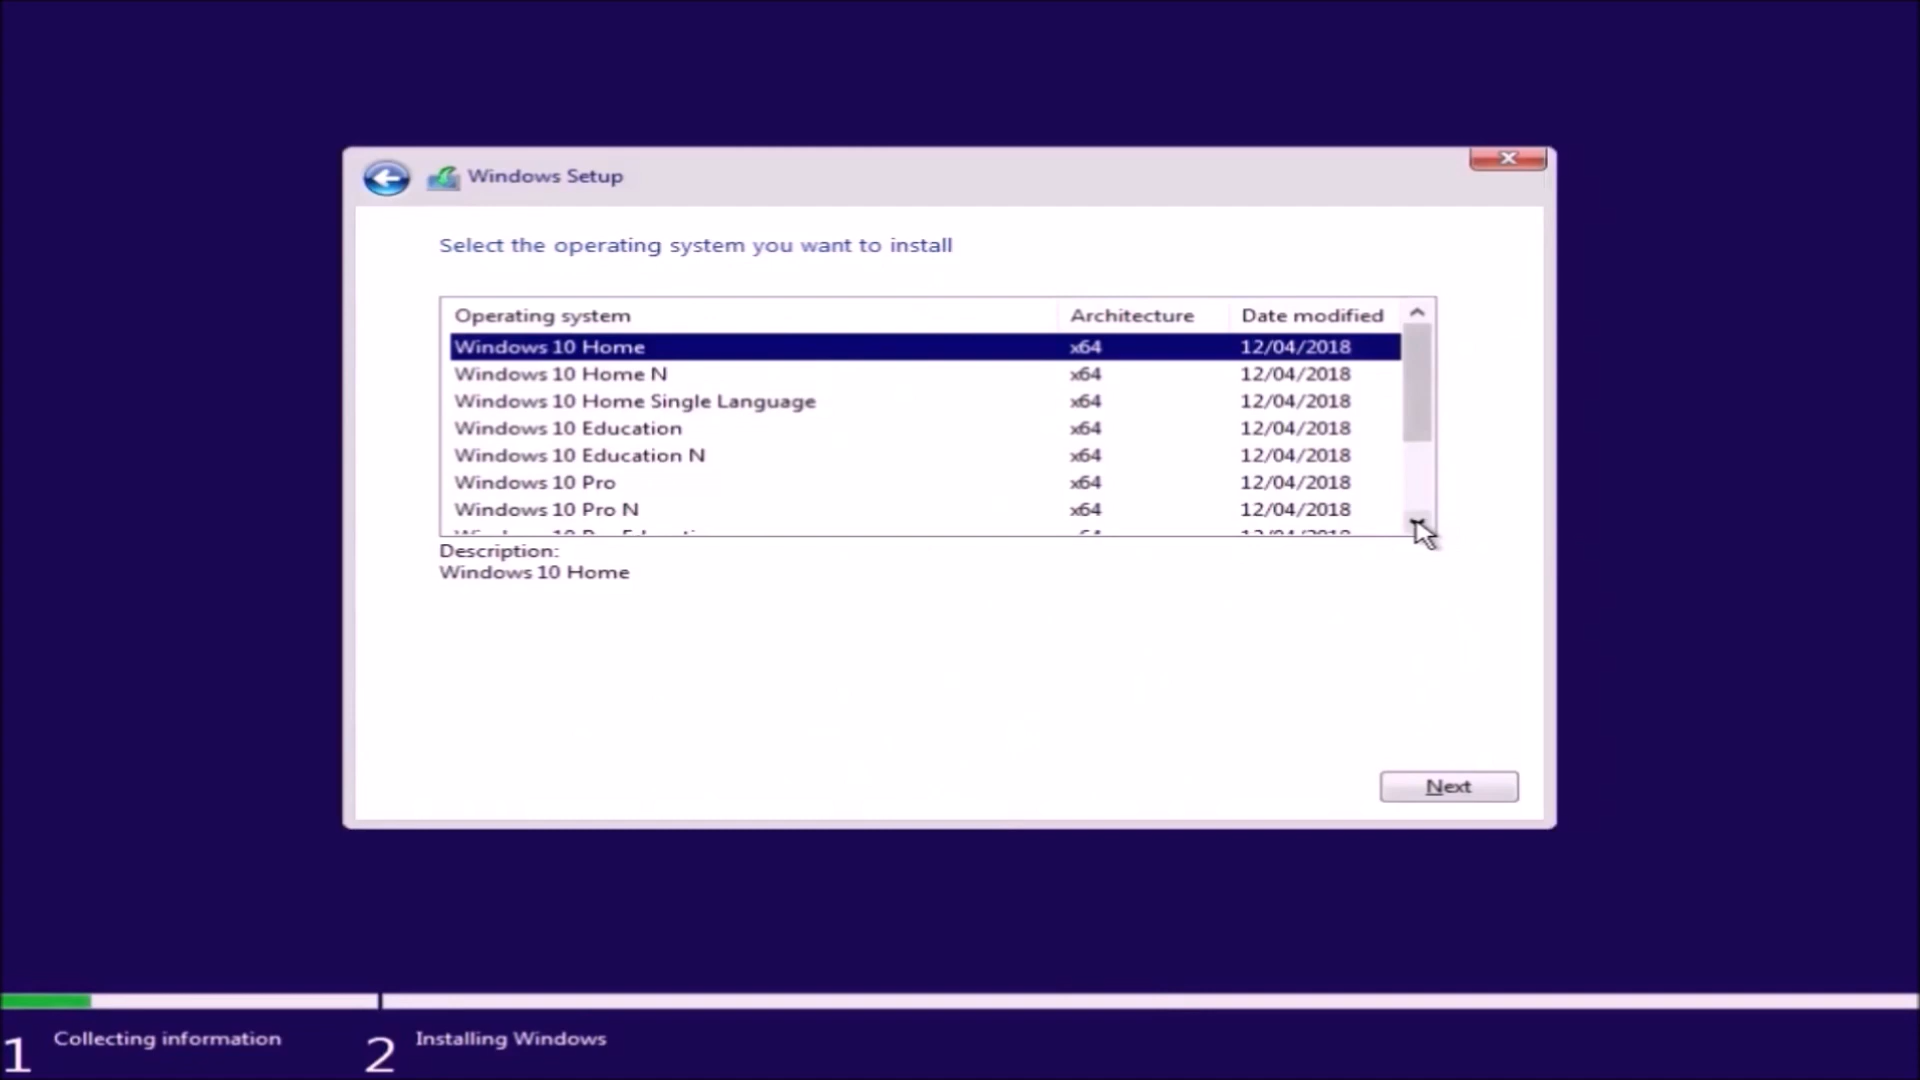 Windows Setup
Select the operating system you want to install
Operating system Architecture Date modified
Windows 10 Home x64 12/04/2018
Windows 10 Home N x64 12/04/2018
Windows 10 Home Single Language x64 12/04/2018
Windows 10 Education x64 12/04/2018
Windows 10 Education N x64 12/04/2018
Windows 10 Pro x64 12/04/2018
Windows 10 Pro N x64 12/04/2018
Description:
Windows 10 Home
Next
1 Collecting information 2 Installing Windows